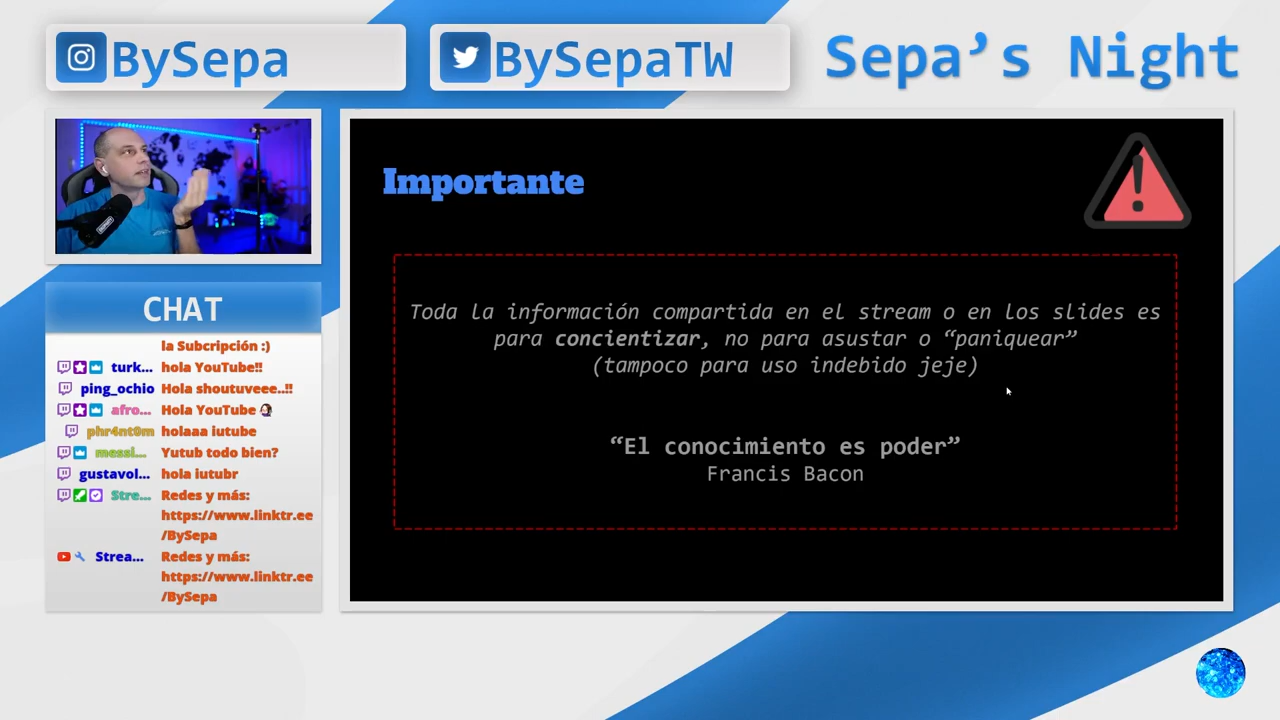 BySepa
BySepaTW
Sepa's Night
Importante
Toda la información compartida en el stream o en los slides es
para concientizar, no para asustar o “paniquear”
(tampoco para uso indebido jeje)
“El conocimiento es poder”
Francis Bacon
CHAT
la Subcripción :)
turk... hola YouTube!!
ping_ochio Hola shoutuveee..!!
afro... Hola YouTube
phr4nt0m holaaa iutube
messi... Yutub todo bien?
gustavol... hola iutubr
Stre... Redes y más:
https://www.linktr.ee
/BySepa
Strea... Redes y más:
https://www.linktr.ee
/BySepa